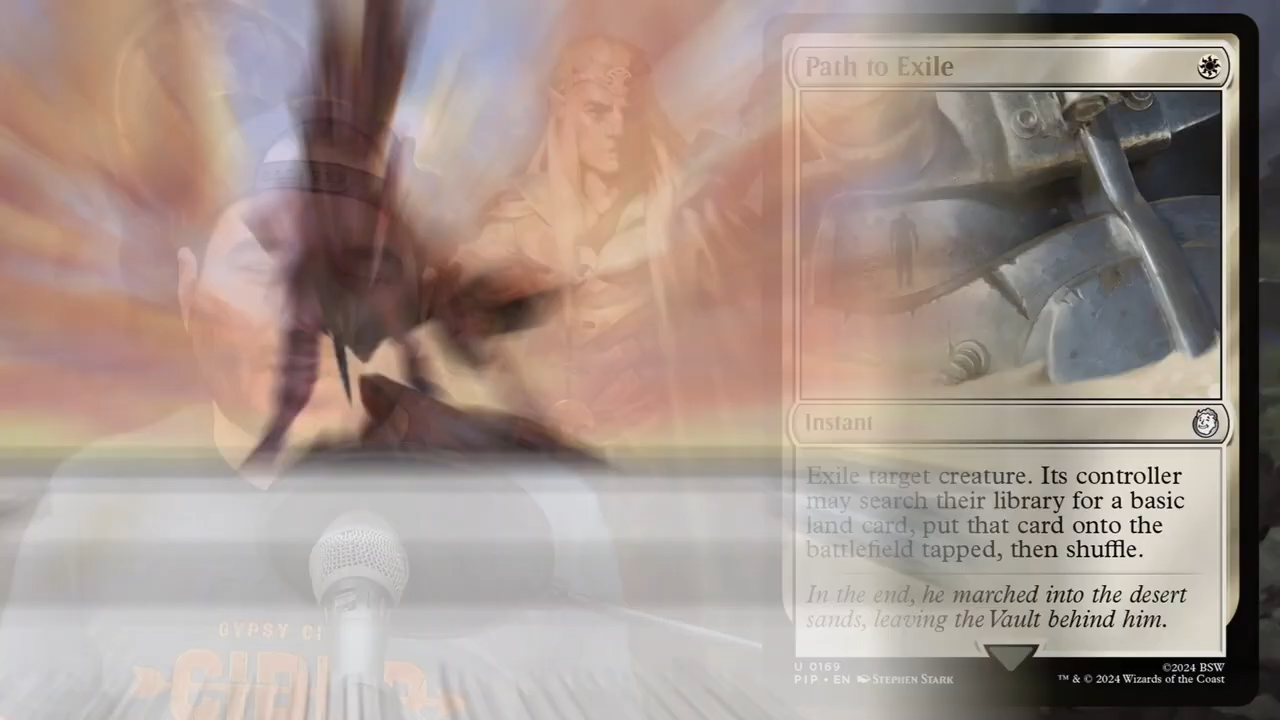 Path to Exile
Instant
Exile target creature. Its controller
may search their library for a basic
land card, put that card onto the
battlefield tapped, then shuffle.
In the end, he marched into the desert
sands, leaving the Vault behind him.
U 0169
PIP • EN STEPHEN STARK
©2024 BSW
™ & © 2024 Wizards of the Coast
GYPSY